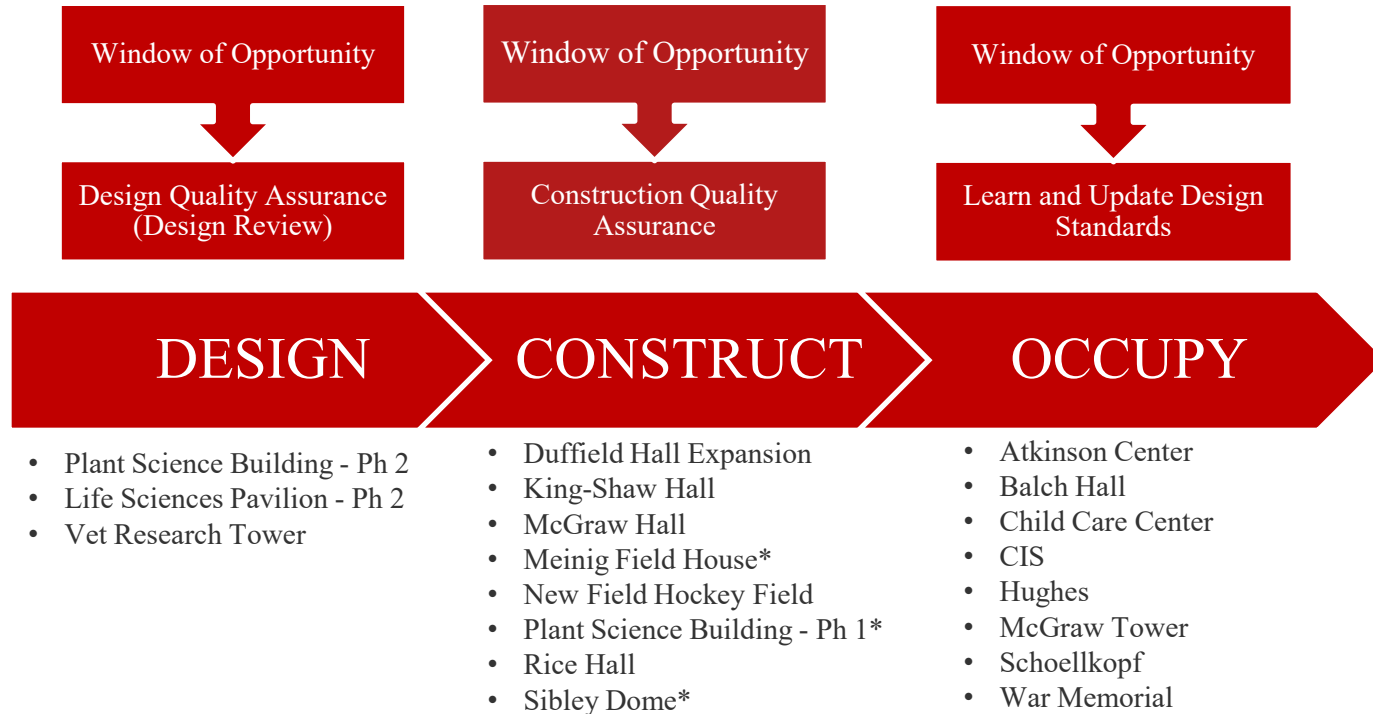 Window of Opportunity
Window of Opportunity
Window of Opportunity
Design Quality Assurance
(Design Review)
Construction Quality
Assurance
Learn and Update Design
Standards
DESIGN
CONSTRUCT
OCCUPY
• Plant Science Building - Ph 2
• Life Sciences Pavilion - Ph 2
• Vet Research Tower
• Duffield Hall Expansion
• King-Shaw Hall
• McGraw Hall
• Meinig Field House*
• New Field Hockey Field
• Plant Science Building - Ph 1*
• Rice Hall
• Sibley Dome*
• Atkinson Center
• Balch Hall
• Child Care Center
• CIS
• Hughes
• McGraw Tower
• Schoellkopf
• War Memorial